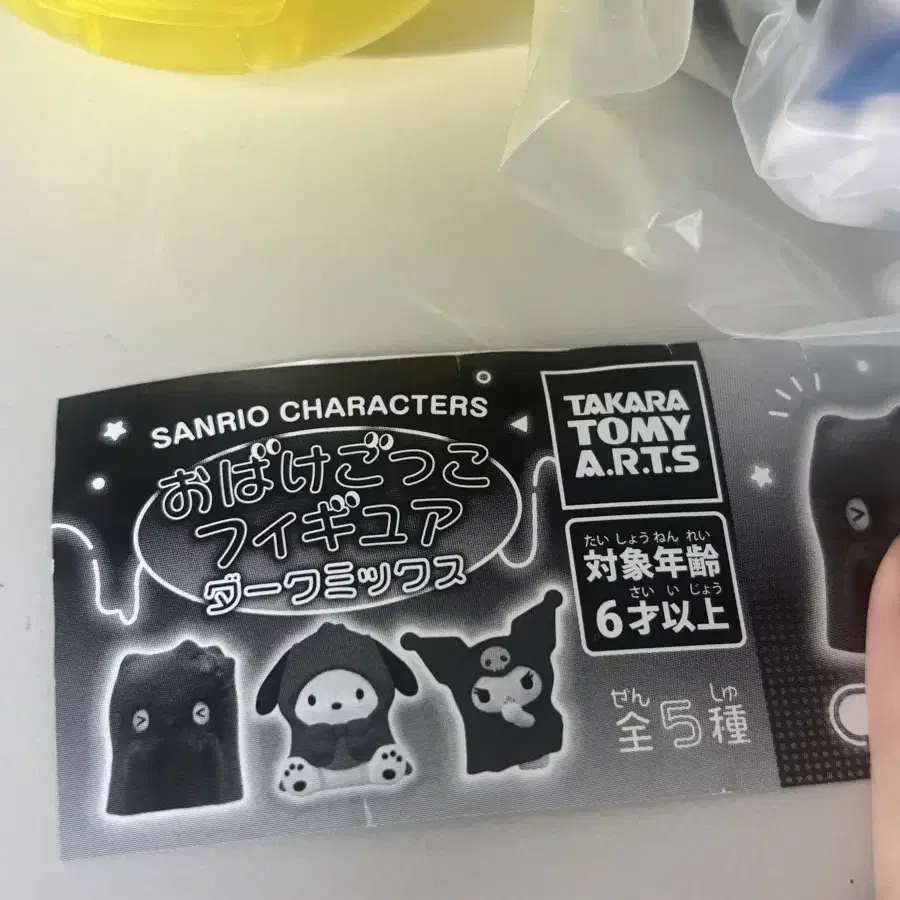 SANRIO CHARACTERS
おばけごっこ
フィギュア
ダークミックス
TAKARA
TOMY
A.R.T.S
たい しょう ねん れい
対象年齢
さい い じょう
6才以上
ぜん しゅ
全5種